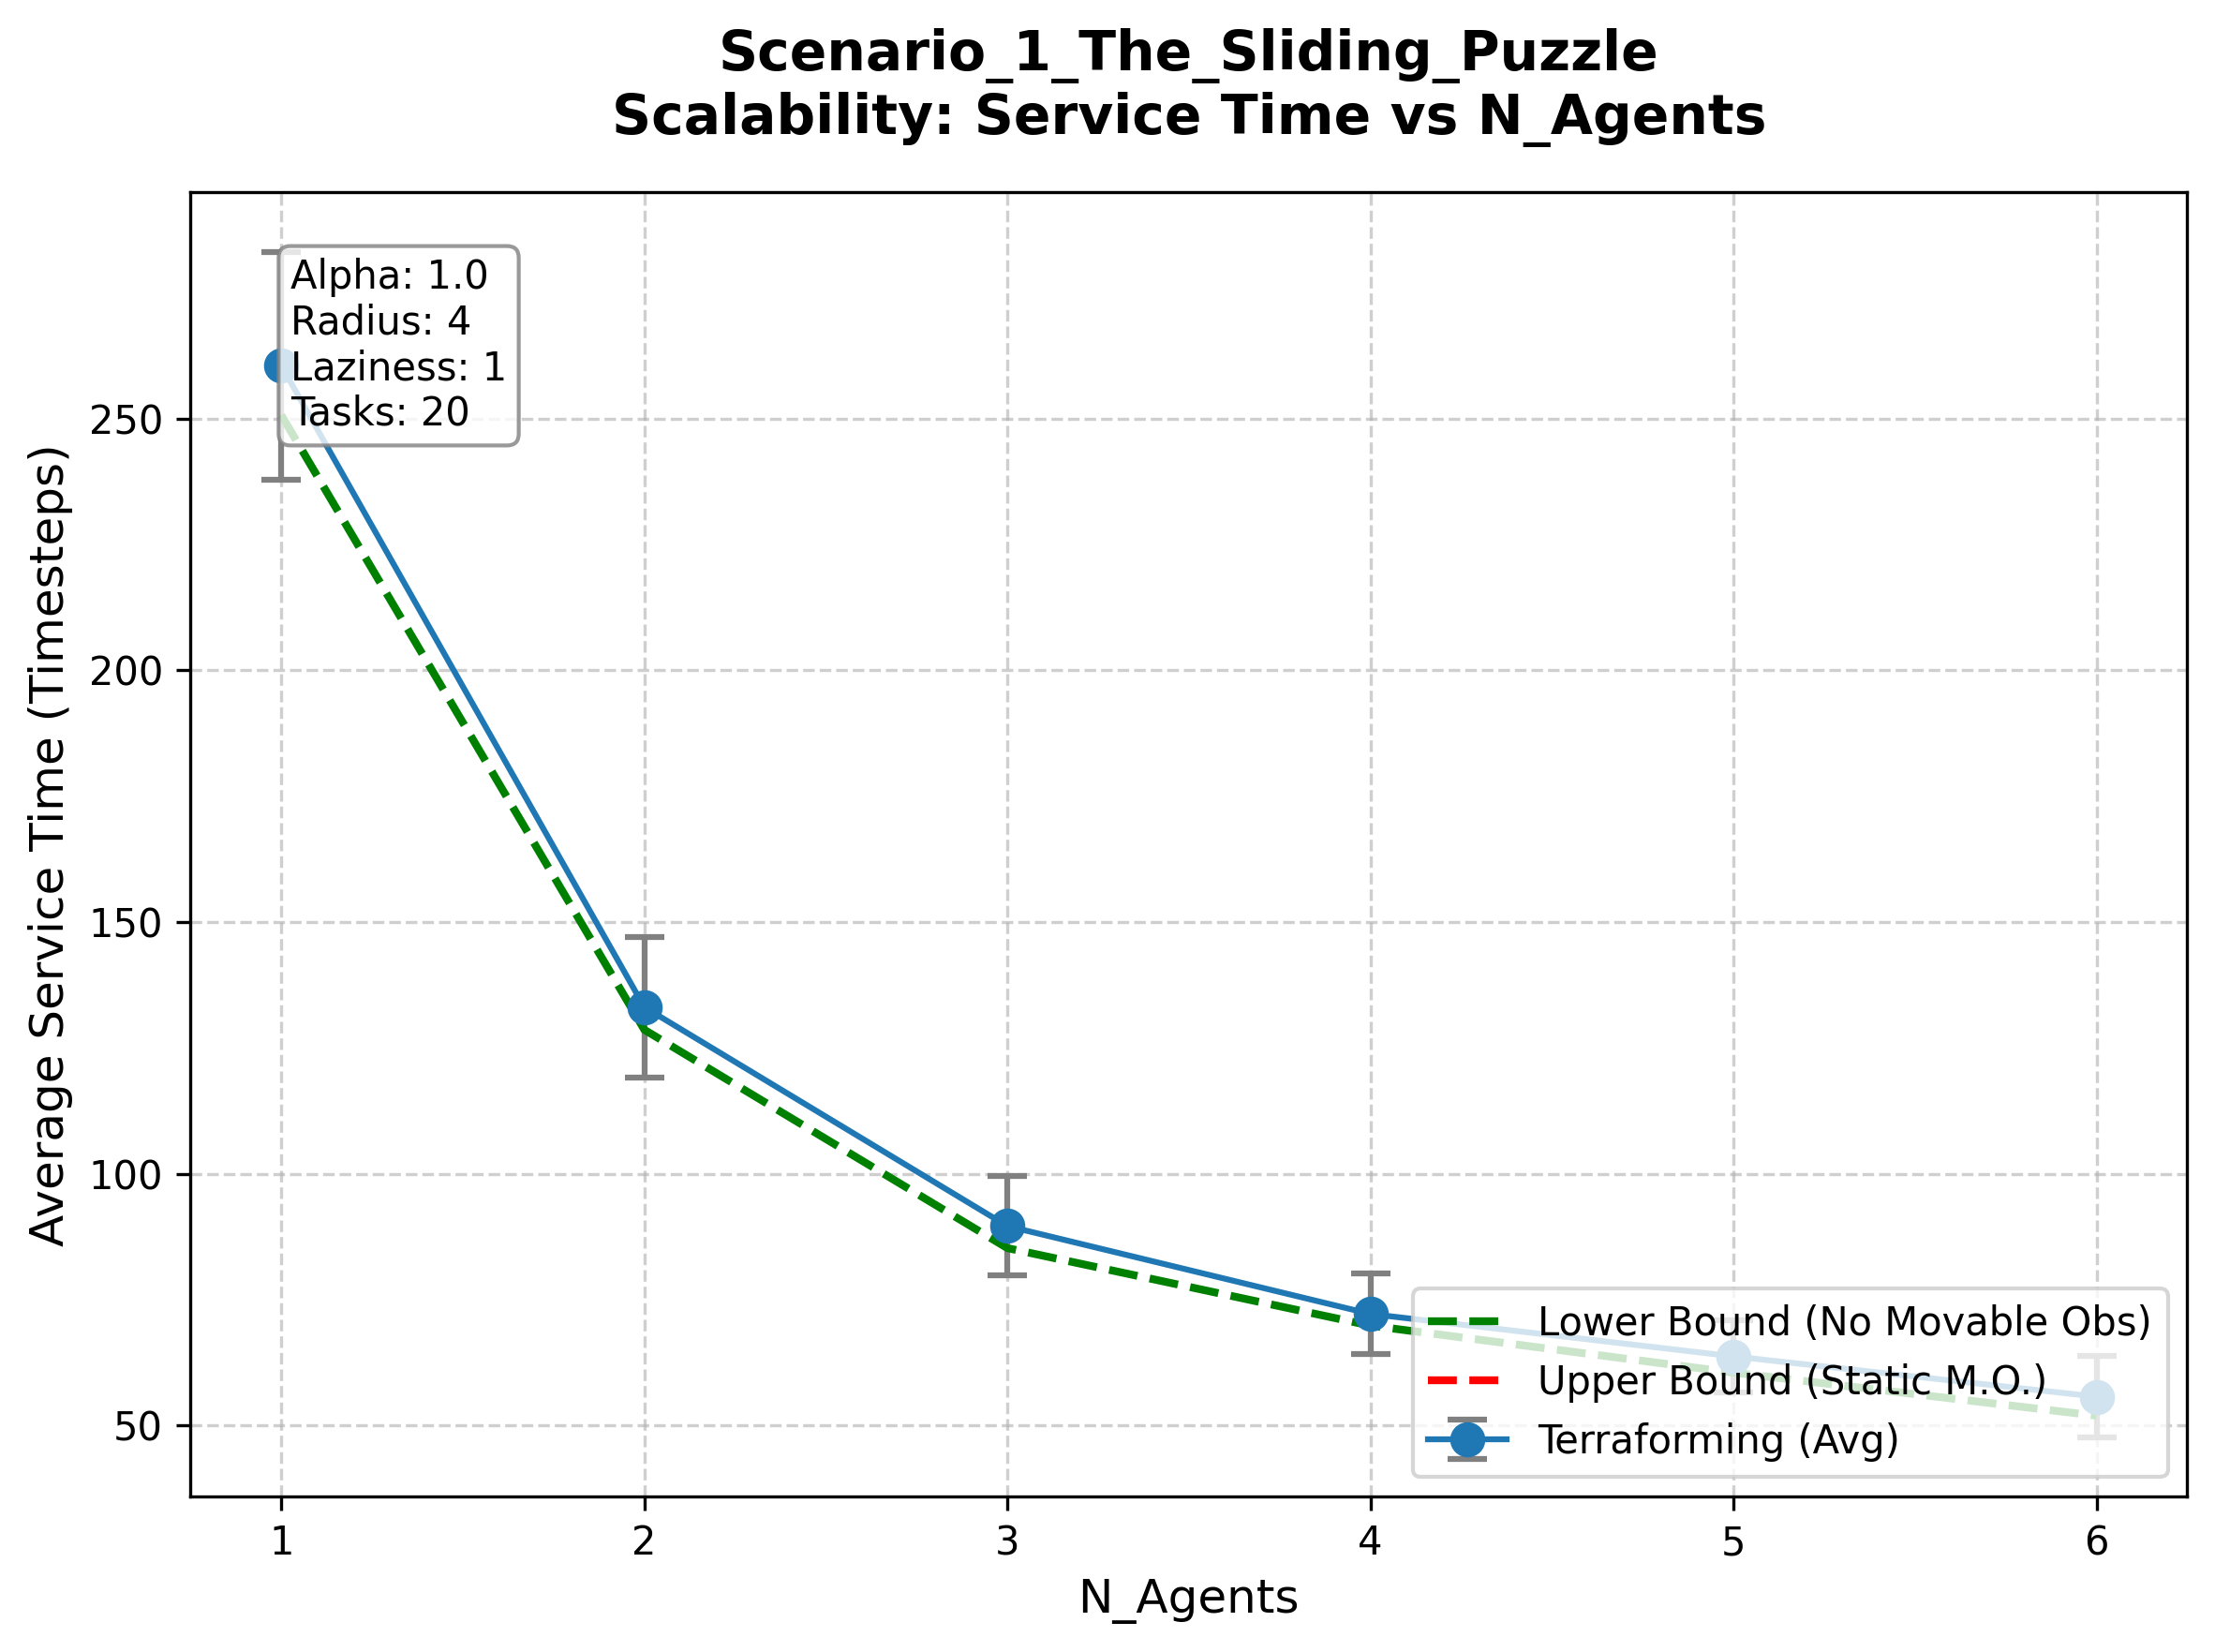 Scenario_1_The_Sliding_Puzzle
Scalability: Service Time vs N_Agents
Alpha: 1.0
Radius: 4
Laziness: 1
Tasks: 20
Average Service Time (Timesteps)
250
200
150
100
50
Lower Bound (No Movable Obs)
Upper Bound (Static M.O.)
Terraforming (Avg)
1 2 3 4 5 6
N_Agents